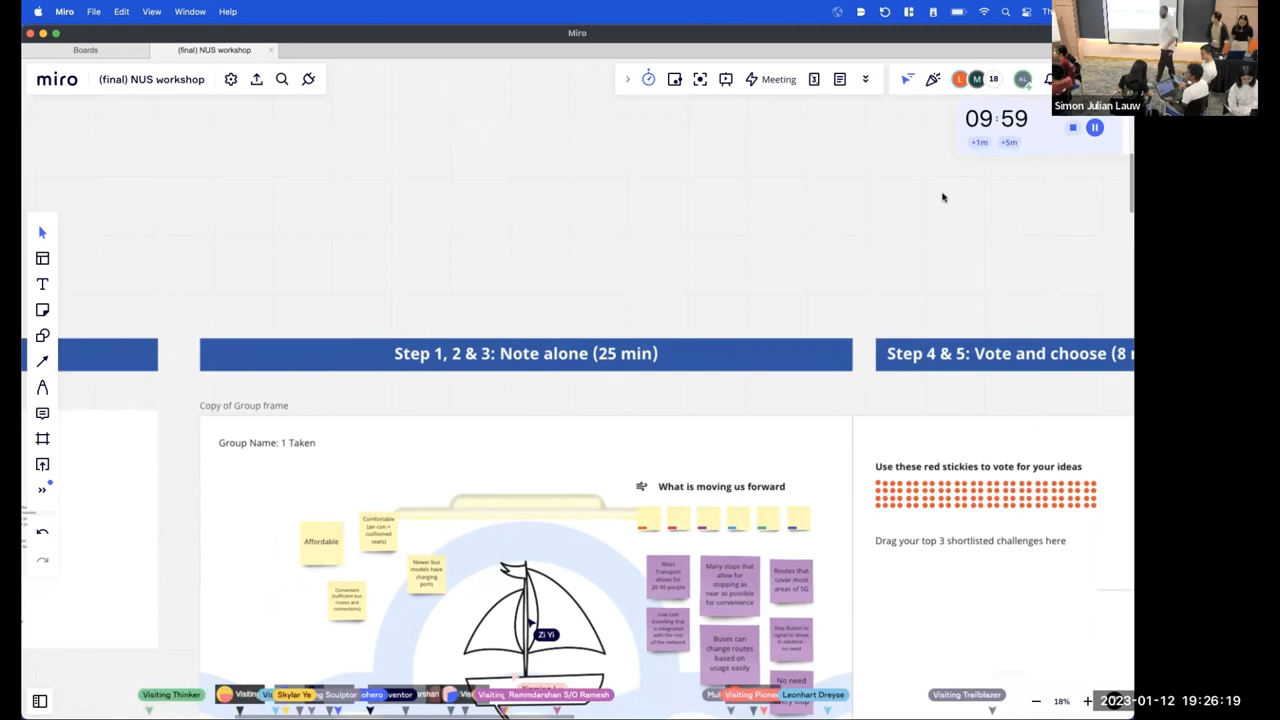 Miro File Edit View Window Help
Miro
Boards
(final) NUS workshop
miro
(final) NUS workshop
Meeting
L M 18
AL
Simon Julian Lauw
09:59
+1m +5m
Step 1, 2 & 3: Note alone (25 min)
Step 4 & 5: Vote and choose (8
Copy of Group frame
Group Name: 1 Taken
Use these red stickies to vote for your ideas
What is moving us forward
Drag your top 3 shortlisted challenges here
Affordable
Comfortable
(air-con +
cushioned
seats)
Newer bus
models have
charging
ports
Convenient
(sufficient bus
routes and
connections)
Mass
Transport
allows for
20-30 people
Many stops that
allow for
stopping as
near as possible
for convenience
Routes that
cover most
areas of SG
Low cost
travelling that
is integrated
with the rest
of the network
Buses can
change routes
based on
usage easily
Stop Button to
signal to driver
in advance -
no need
No need
Zi Yi
Visiting Thinker
Skylar Ye
Sculptor
Visiting
Rammdarshan S/O Ramesh
Visiting Pione
Leonhart Dreyse
Visiting Trailblazer
18%
2023-01-12 19:26:19